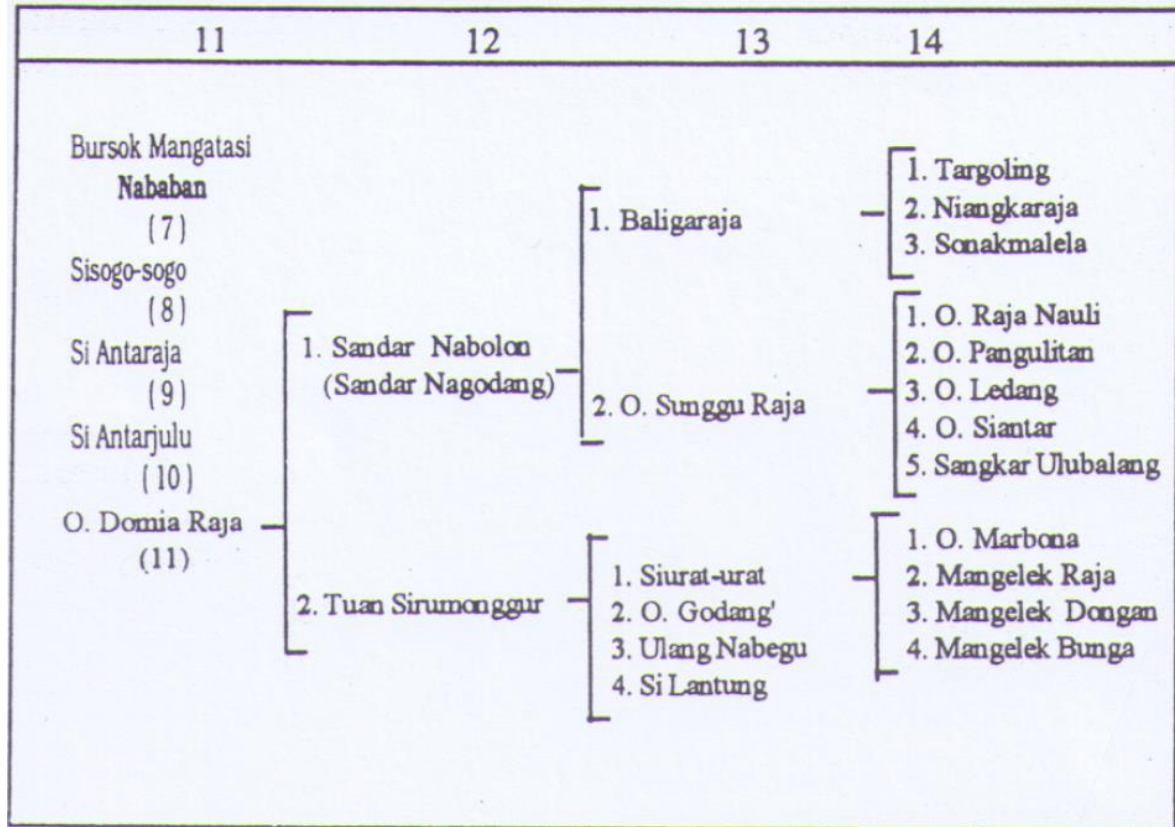 11 12 13 14
Bursok Mangatasi
Nababan
(7)
Sisogo-sogo
(8)
Si Antaraja
(9)
Si Antarjulu
(10)
O. Domia Raja
(11)
1. Sandar Nabolon
(Sandar Nagodang)
2. Tuan Sirumonggur
1. Baligaraja
2. O. Sunggu Raja
1. Siurat-urat
2. O. Godang'
3. Ulang Nabegu
4. Si Lantung
1. Targoling
2. Niangkaraja
3. Sonakmalela
1. O. Raja Nauli
2. O. Pangulitan
3. O. Ledang
4. O. Siantar
5. Sangkar Ulubalang
1. O. Marbona
2. Mangelek Raja
3. Mangelek Dongan
4. Mangelek Bunga